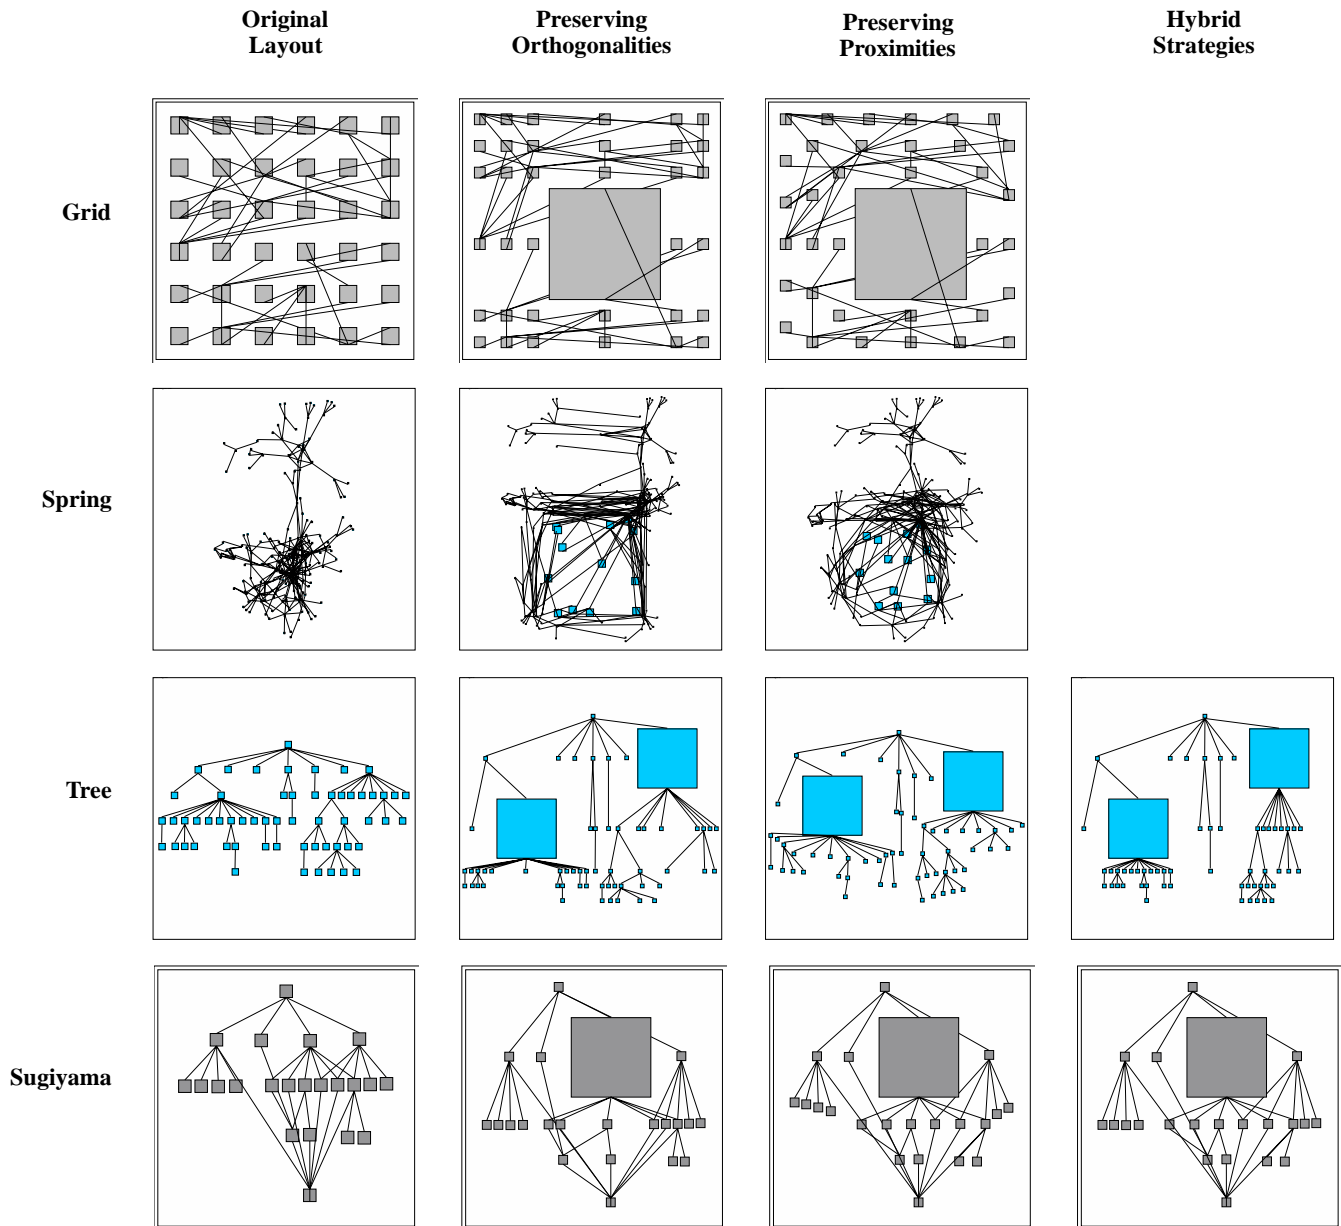 Original
Layout
Preserving
Orthogonalities
Preserving
Proximities
Hybrid
Strategies
Grid
Spring
Tree
Sugiyama